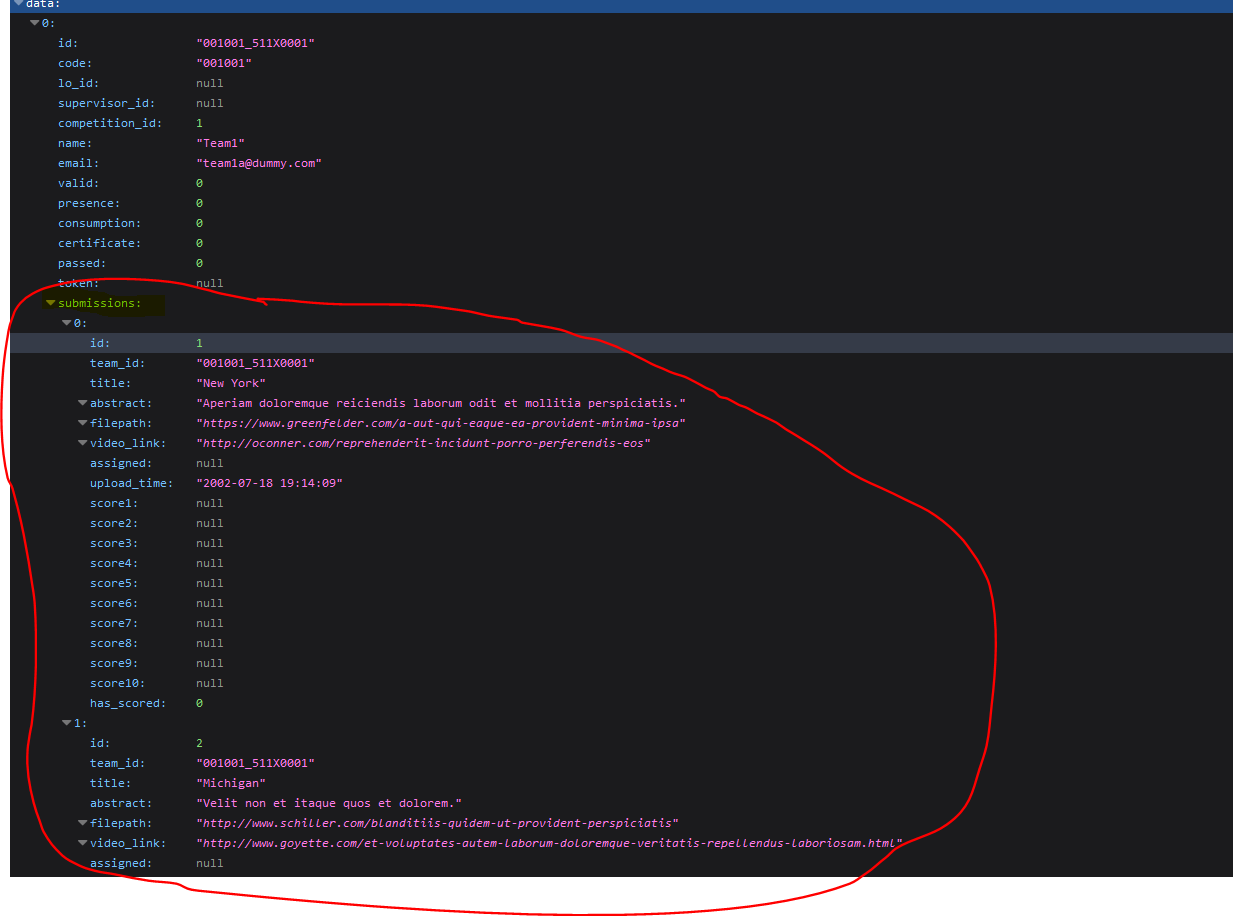 data:
0:
id: "001001_511X0001"
code: "001001"
lo_id: null
supervisor_id: null
competition_id: 1
name: "Team1"
email: "team1a@dummy.com"
valid: 0
presence: 0
consumption: 0
certificate: 0
passed: 0
token: null
submissions:
0:
id: 1
team_id: "001001_511X0001"
title: "New York"
abstract: "Aperiam doloremque reiciendis laborum odit et mollitia perspiciatis."
filepath: "https://www.greenfelder.com/a-aut-qui-eaque-ea-provident-minima-ipsa"
video_link: "http://oconner.com/reprehenderit-incidunt-porro-perferendis-eos"
assigned: null
upload_time: "2002-07-18 19:14:09"
score1: null
score2: null
score3: null
score4: null
score5: null
score6: null
score7: null
score8: null
score9: null
score10: null
has_scored: 0
1:
id: 2
team_id: "001001_511X0001"
title: "Michigan"
abstract: "Velit non et itaque quos et dolorem."
filepath: "http://www.schiller.com/blanditiis-quidem-ut-provident-perspiciatis"
video_link: "http://www.goyette.com/et-voluptates-autem-laborum-doloremque-veritatis-repellendus-laboriosam.html"
assigned: null